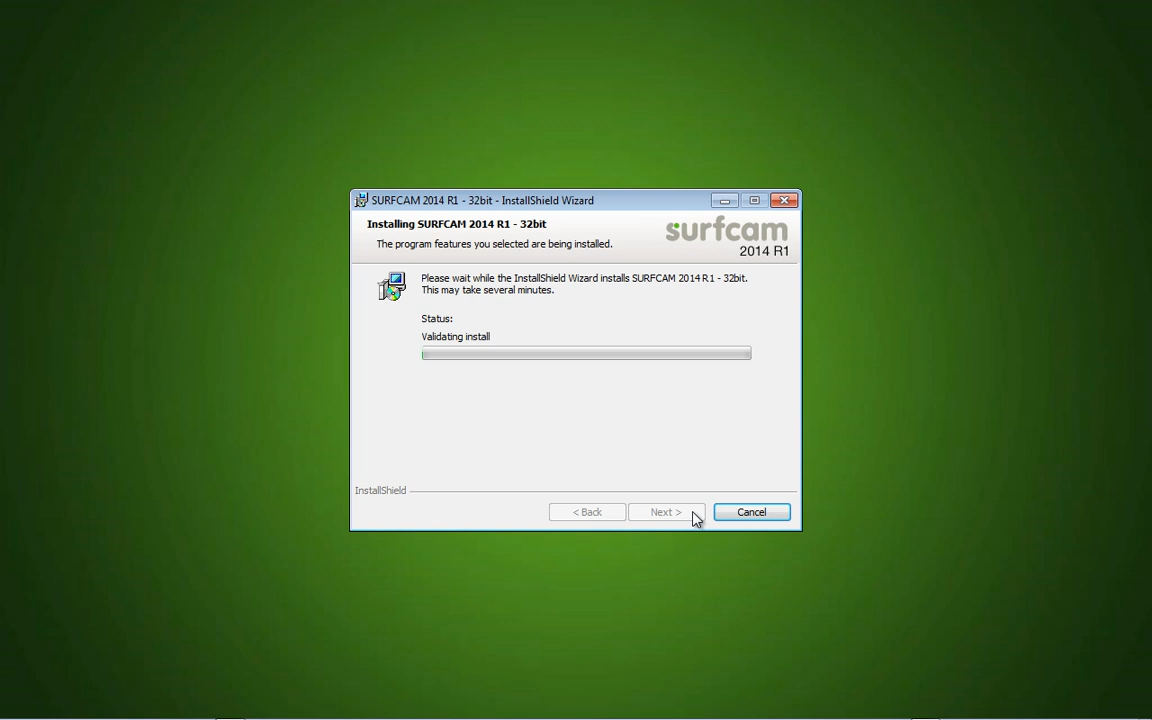 SURFCAM 2014 R1 - 32bit - InstallShield Wizard
Installing SURFCAM 2014 R1 - 32bit
The program features you selected are being installed.
surfcam
2014 R1
Please wait while the InstallShield Wizard installs SURFCAM 2014 R1 - 32bit.
This may take several minutes.
Status:
Validating install
InstallShield
< Back
Next >
Cancel